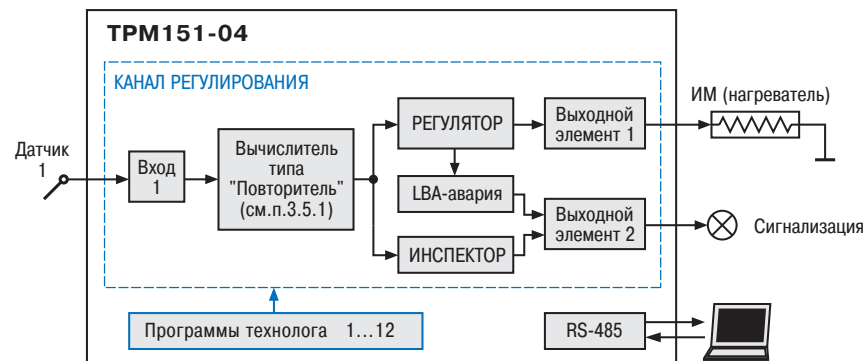 ТРМ151-04
КАНАЛ РЕГУЛИРОВАНИЯ
Датчик
1
Вход
1
Вычислитель
типа
"Повторитель"
(см.п.3.5.1)
РЕГУЛЯТОР
LBA-авария
ИНСПЕКТОР
Выходной
элемент 1
Выходной
элемент 2
ИМ (нагреватель)
Сигнализация
Программы технолога 1...12
RS-485